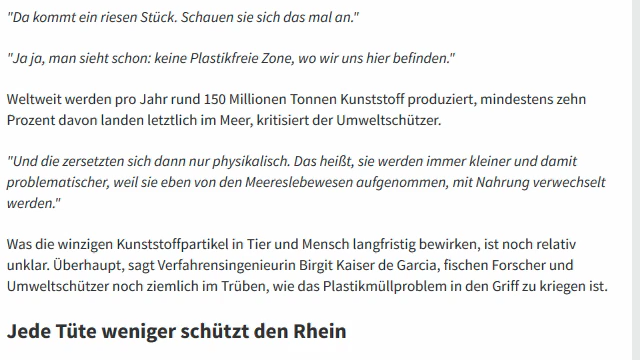 "Da kommt ein riesen Stück. Schauen sie sich das mal an."
"Ja ja, man sieht schon: keine Plastikfreie Zone, wo wir uns hier befinden."
Weltweit werden pro Jahr rund 150 Millionen Tonnen Kunststoff produziert, mindestens zehn
Prozent davon landen letztlich im Meer, kritisiert der Umweltschützer.
"Und die zersetzten sich dann nur physikalisch. Das heißt, sie werden immer kleiner und damit
problematischer, weil sie eben von den Meereslebewesen aufgenommen, mit Nahrung verwechselt
werden."
Was die winzigen Kunststoffpartikel in Tier und Mensch langfristig bewirken, ist noch relativ
unklar. Überhaupt, sagt Verfahrensingenieurin Birgit Kaiser de Garcia, fischen Forscher und
Umweltschützer noch ziemlich im Trüben, wie das Plastikmüllproblem in den Griff zu kriegen ist.
Jede Tüte weniger schützt den Rhein